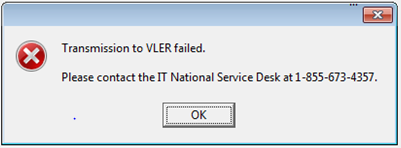 Transmission to VLER failed.
Please contact the IT National Service Desk at 1-855-673-4357.
OK